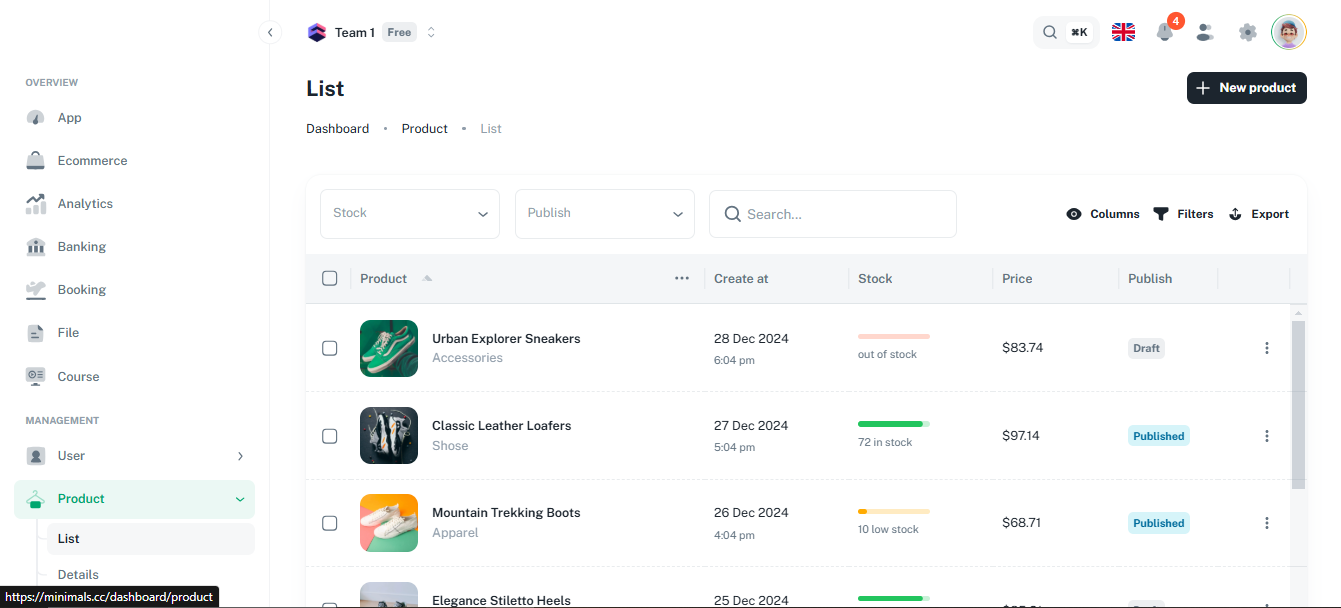 Team 1 Free
⌘K
4
OVERVIEW
App
Ecommerce
Analytics
Banking
Booking
File
Course
MANAGEMENT
User
Product
List
Details
https://minimals.cc/dashboard/product
List
New product
Dashboard • Product • List
Stock
Publish
Search...
Columns
Filters
Export
Product
Create at
Stock
Price
Publish
Urban Explorer Sneakers
Accessories
28 Dec 2024
6:04 pm
out of stock
$83.74
Draft
Classic Leather Loafers
Shose
27 Dec 2024
5:04 pm
72 in stock
$97.14
Published
Mountain Trekking Boots
Apparel
26 Dec 2024
4:04 pm
10 low stock
$68.71
Published
Elegance Stiletto Heels
25 Dec 2024